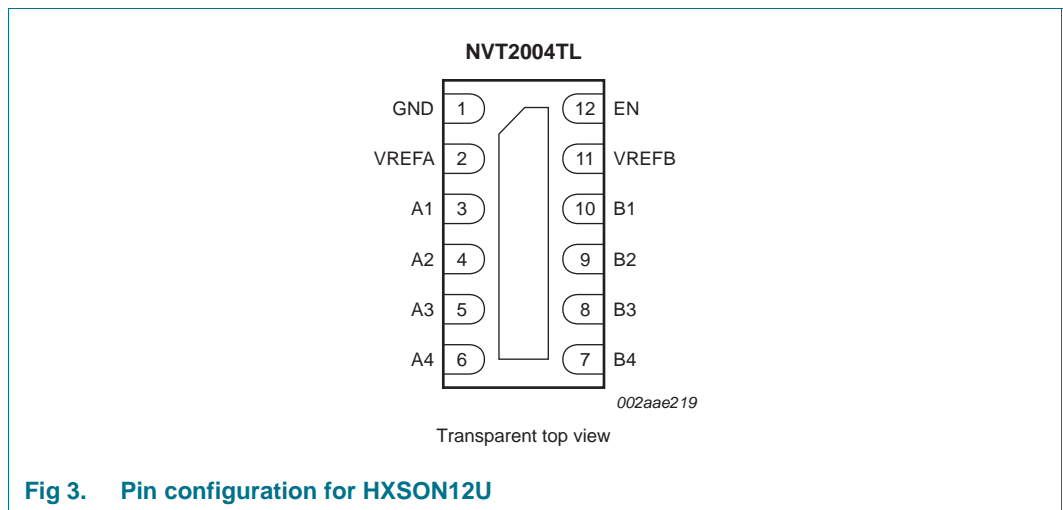 NVT2004TL
GND 1 12 EN
VREFA 2 11 VREFB
A1 3 10 B1
A2 4 9 B2
A3 5 8 B3
A4 6 7 B4
002aae219
Transparent top view
Fig 3. Pin configuration for HXSON12U